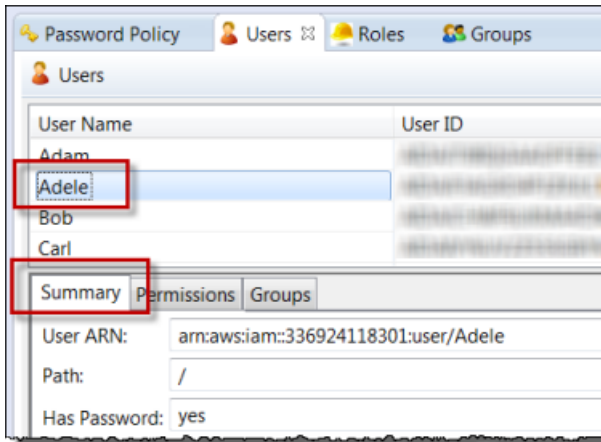 Password Policy Users Roles Groups
Users
User Name User ID
Adam
Adele
Bob
Carl
Summary Permissions Groups
User ARN: arn:aws:iam::336924118301:user/Adele
Path: /
Has Password: yes